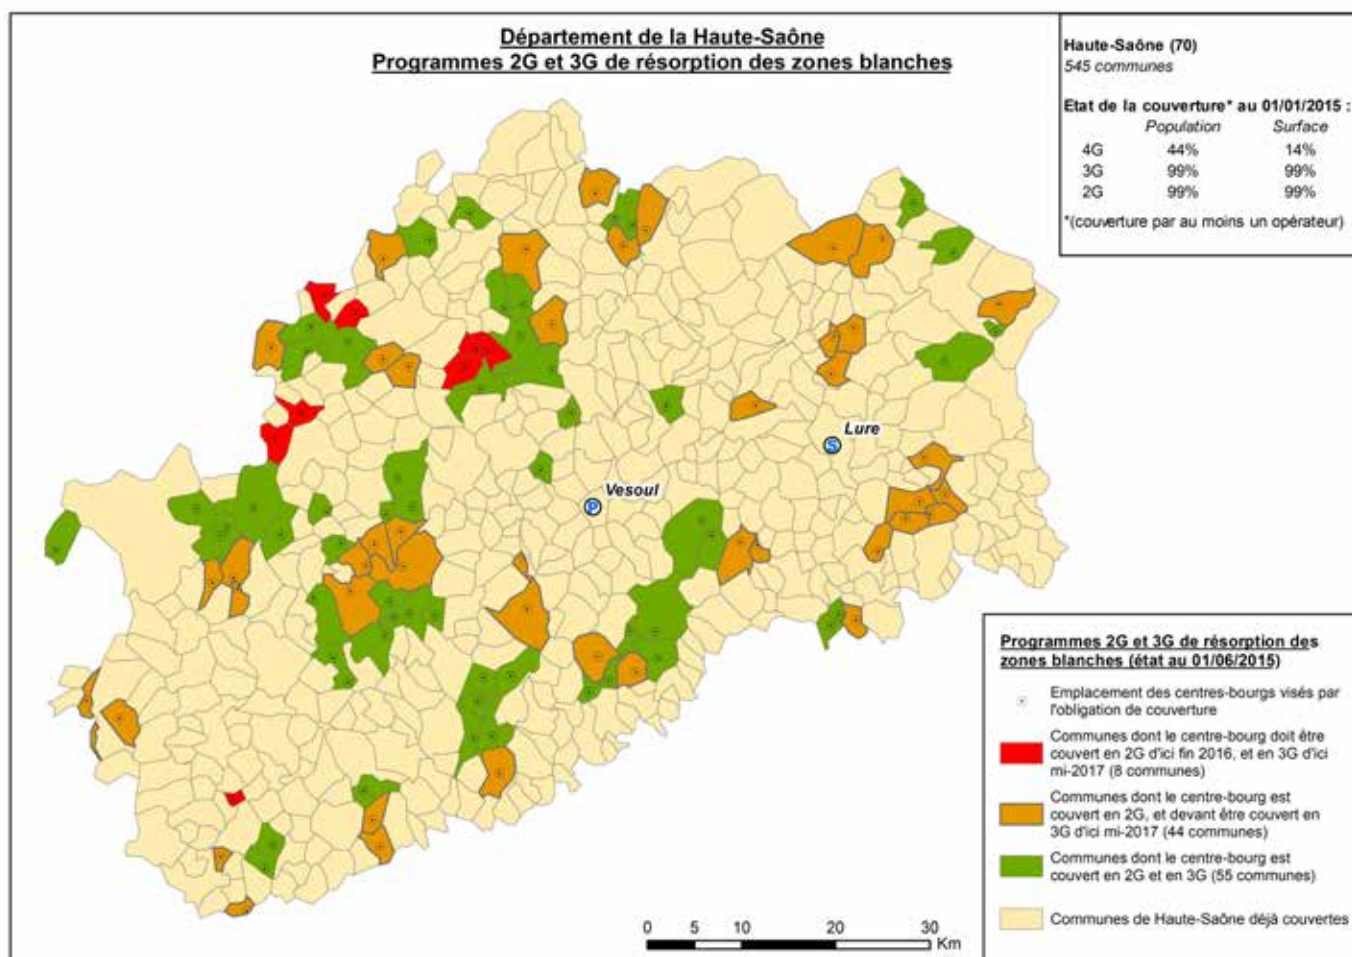 Département de la Haute-Saône
Programmes 2G et 3G de résorption des zones blanches
Haute-Saône (70)
545 communes
Etat de la couverture* au 01/01/2015 :
Population Surface
4G 44% 14%
3G 99% 99%
2G 99% 99%
*(couverture par au moins un opérateur)
Lure
S
Vesoul
P
Programmes 2G et 3G de résorption des
zones blanches (état au 01/06/2015)
Emplacement des centres-bourgs visés par
l'obligation de couverture
Communes dont le centre-bourg doit être
couvert en 2G d'ici fin 2016, et en 3G d'ici
mi-2017 (8 communes)
Communes dont le centre-bourg est
couvert en 2G, et devant être couvert en
3G d'ici mi-2017 (44 communes)
Communes dont le centre-bourg est
couvert en 2G et en 3G (55 communes)
Communes de Haute-Saône déjà couvertes
0 5 10 20 30
Km